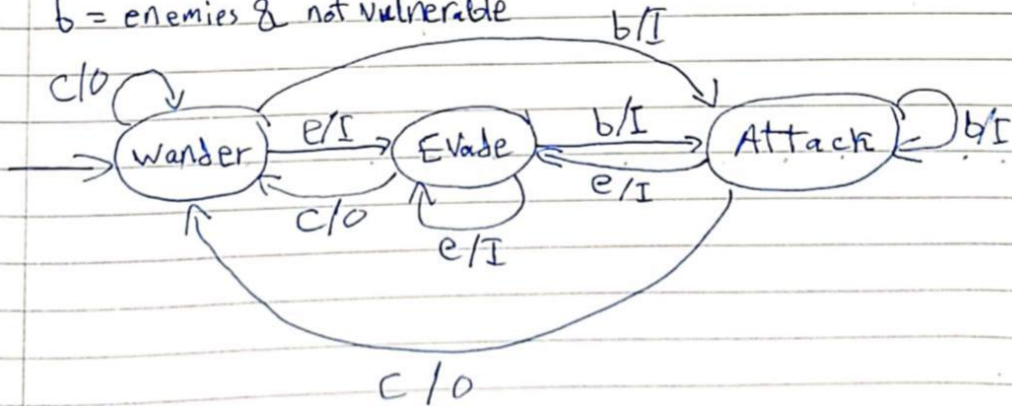 b = enemies & not vulnerable
b/I
c/0
e/I
b/I
b/I
Wander
Evade
Attack
e/I
c/0
e/I
c/0